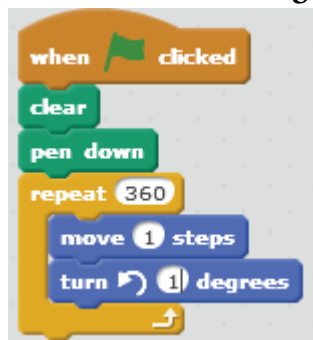 when clicked
clear
pen down
repeat 360
move 1 steps
turn 1 degrees